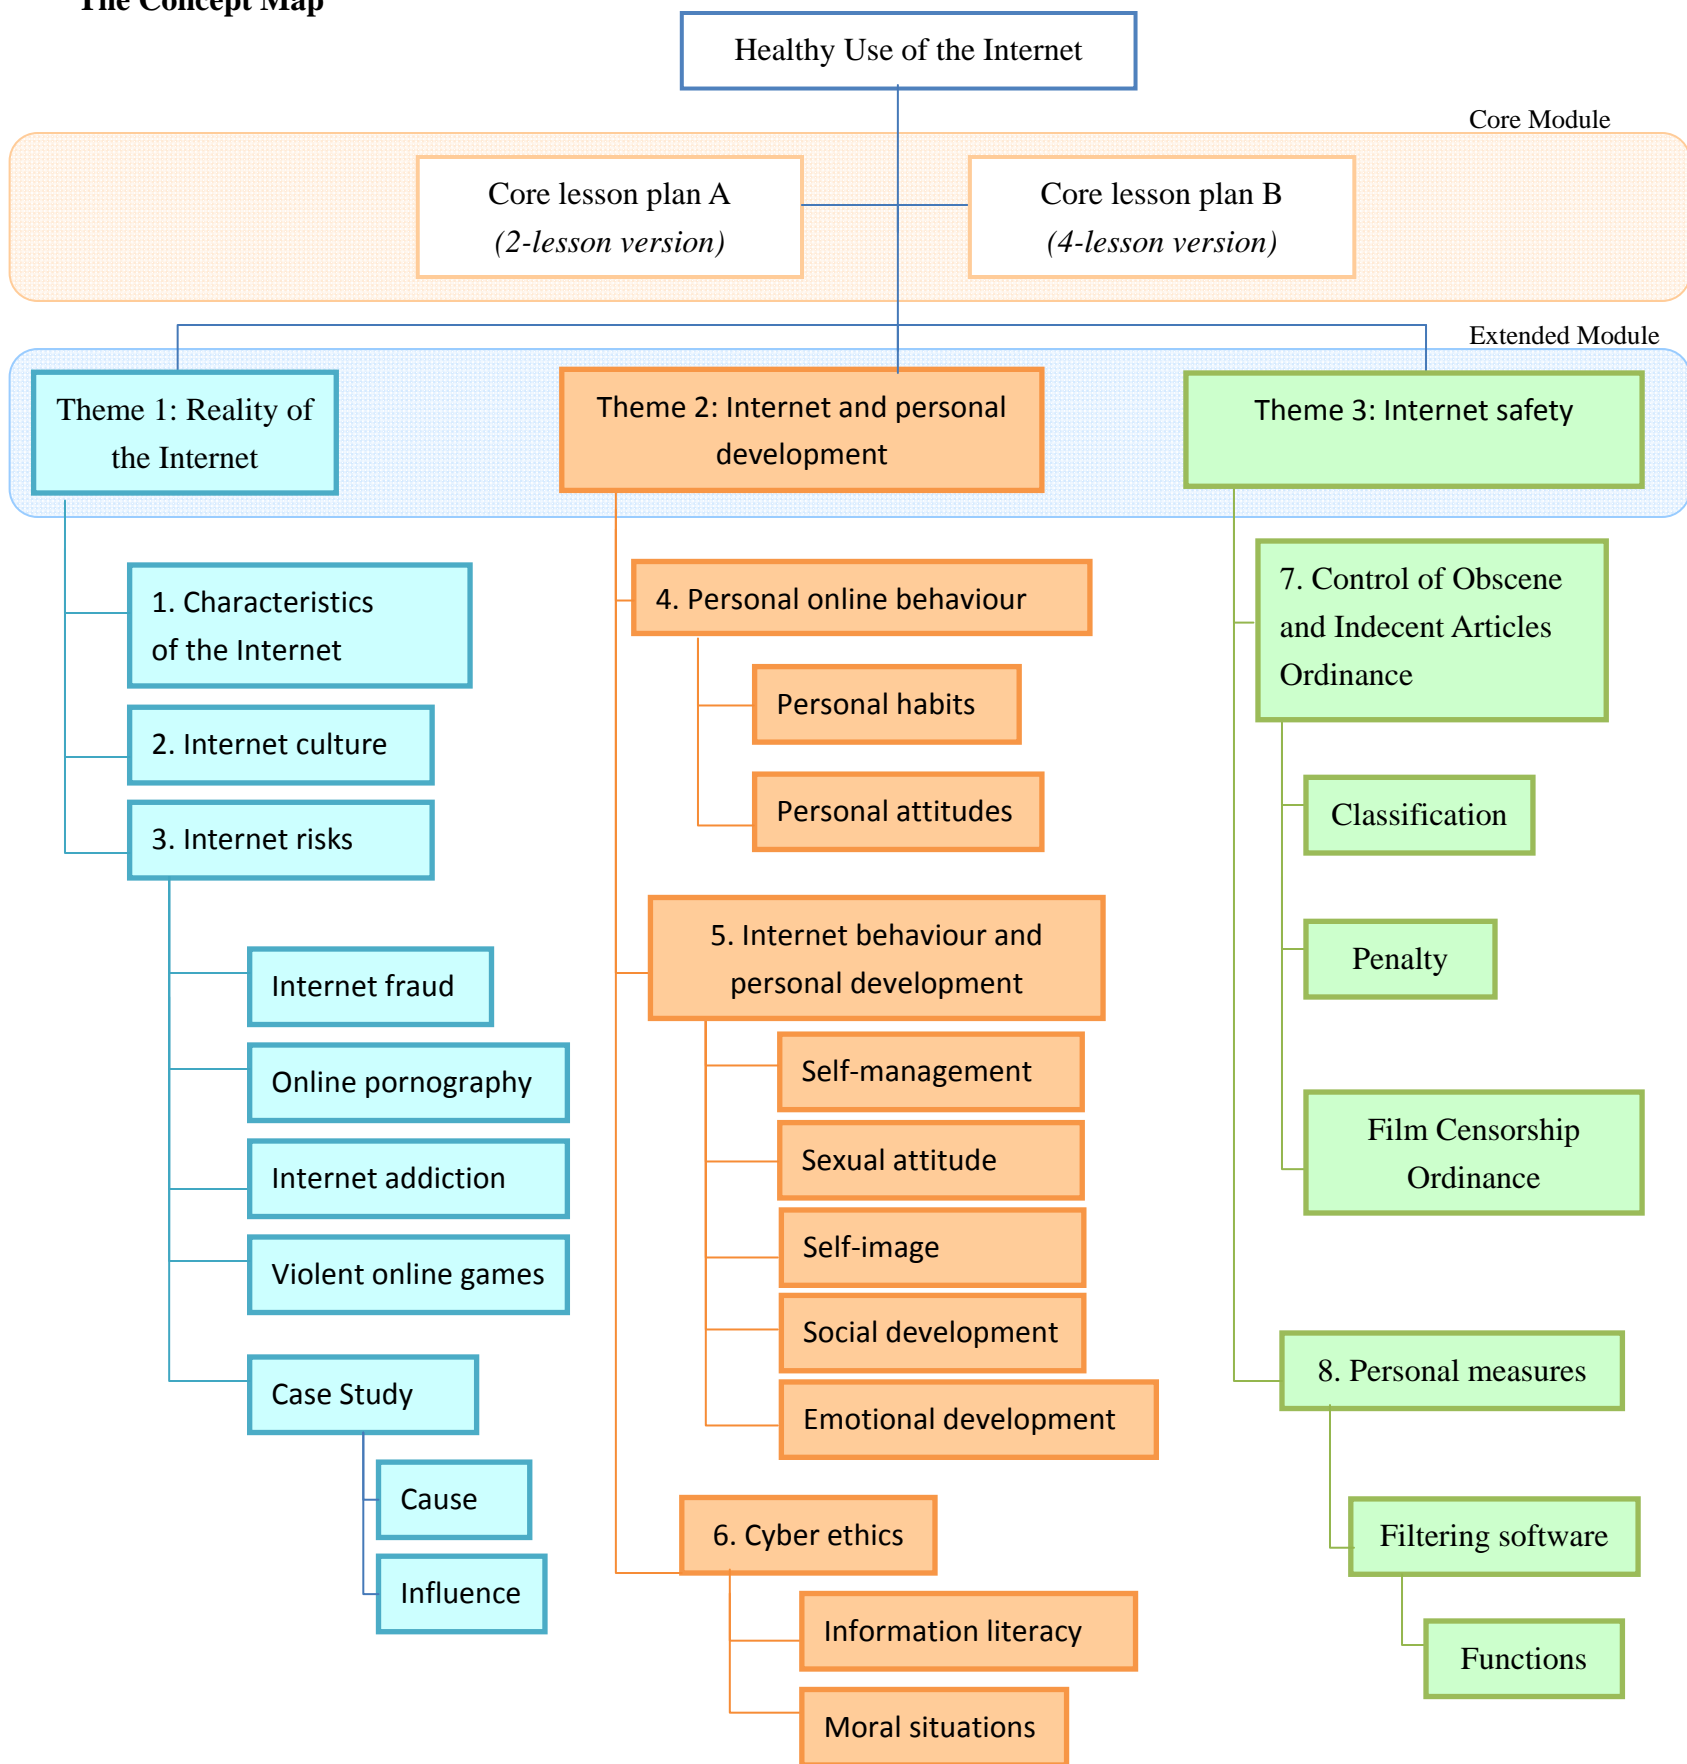 The Concept Map
Healthy Use of the Internet
Core Module
Core lesson plan A
(2-lesson version)
Core lesson plan B
(4-lesson version)
Extended Module
Theme 1: Reality of
the Internet
Theme 2: Internet and personal
development
Theme 3: Internet safety
1. Characteristics
of the Internet
2. Internet culture
3. Internet risks
Internet fraud
Online pornography
Internet addiction
Violent online games
Case Study
Cause
Influence
4. Personal online behaviour
Personal habits
Personal attitudes
5. Internet behaviour and
personal development
Self-management
Sexual attitude
Self-image
Social development
Emotional development
6. Cyber ethics
Information literacy
Moral situations
7. Control of Obscene
and Indecent Articles
Ordinance
Classification
Penalty
Film Censorship
Ordinance
8. Personal measures
Filtering software
Functions